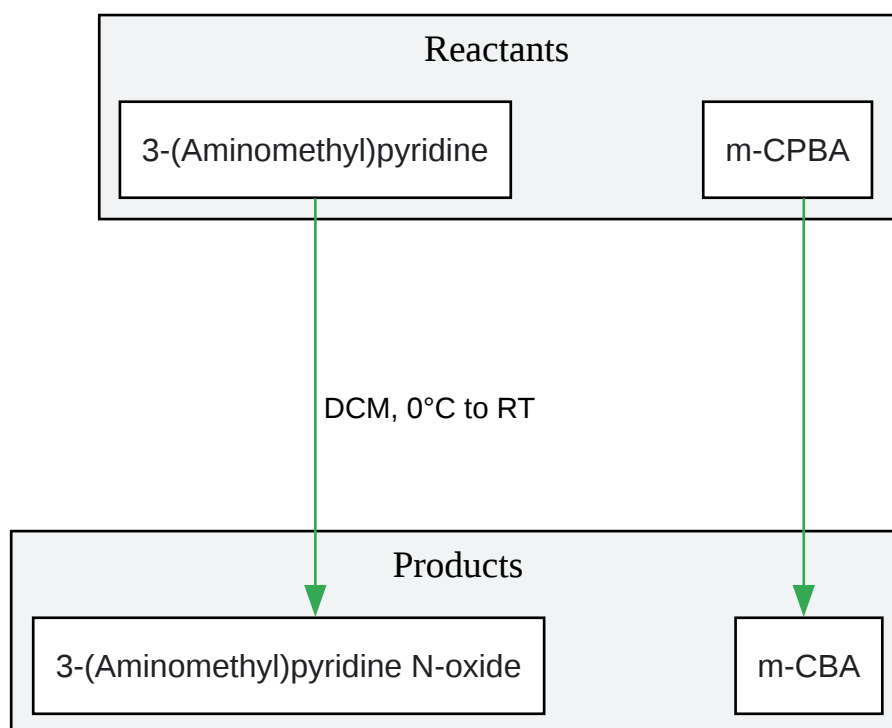 Reactants
3-(Aminomethyl)pyridine
m-CPBA
DCM, 0°C to RT
Products
3-(Aminomethyl)pyridine N-oxide
m-CBA